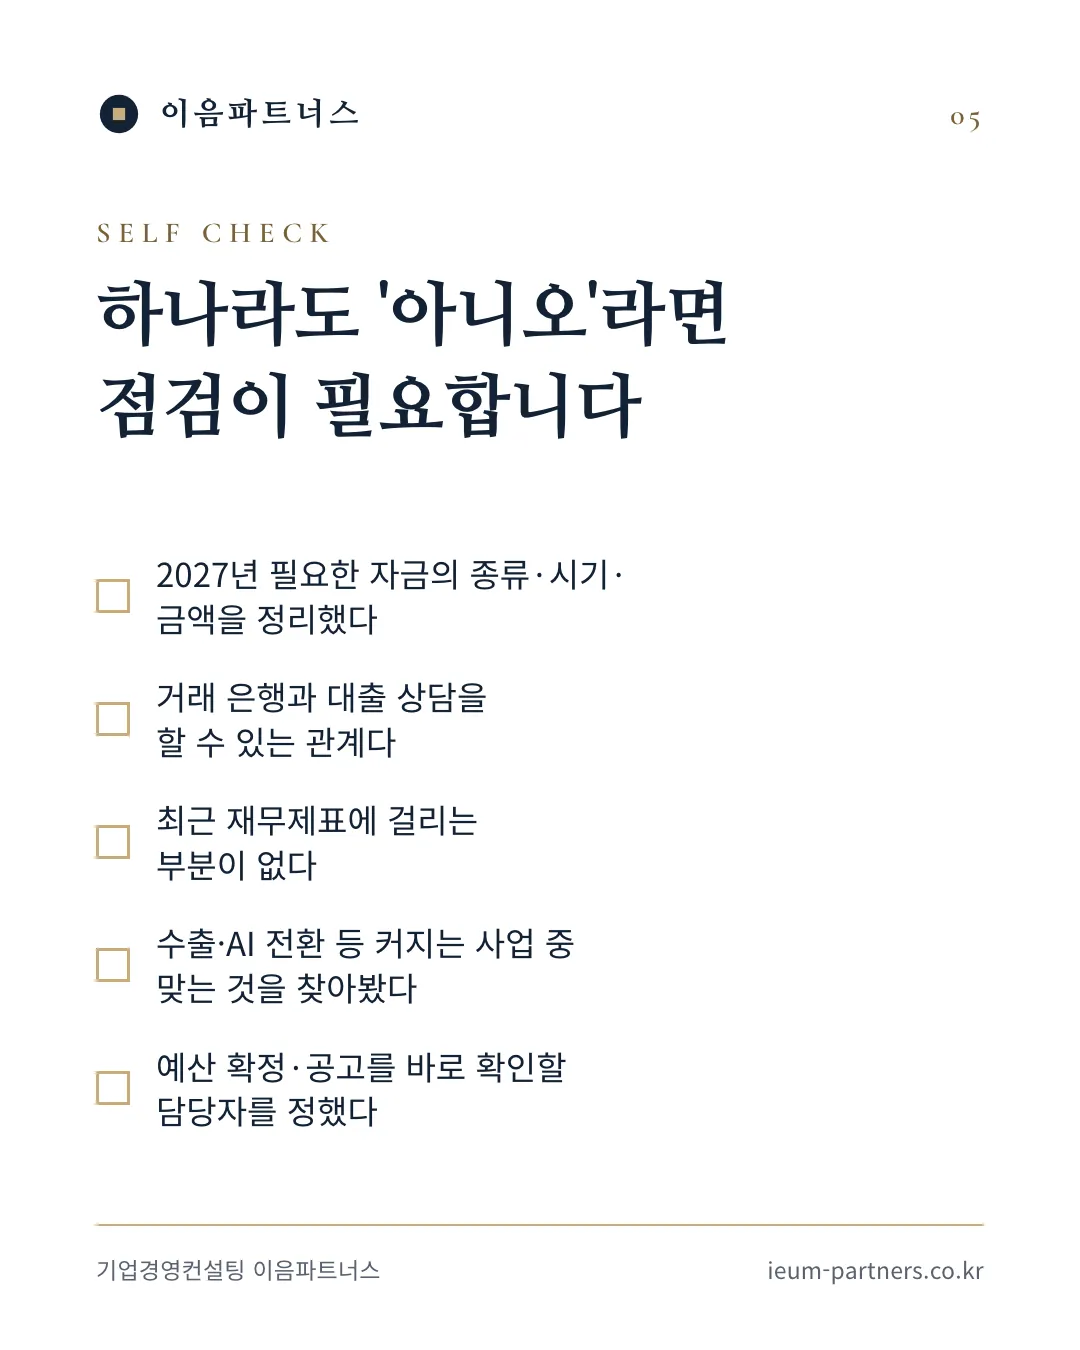 이음파트너스
05
SELF CHECK
하나라도 '아니오'라면
점검이 필요합니다
2027년 필요한 자금의 종류·시기·
금액을 정리했다
거래 은행과 대출 상담을
할 수 있는 관계다
최근 재무제표에 걸리는
부분이 없다
수출·AI 전환 등 커지는 사업 중
맞는 것을 찾아봤다
예산 확정·공고를 바로 확인할
담당자를 정했다
기업경영컨설팅 이음파트너스
ieum-partners.co.kr